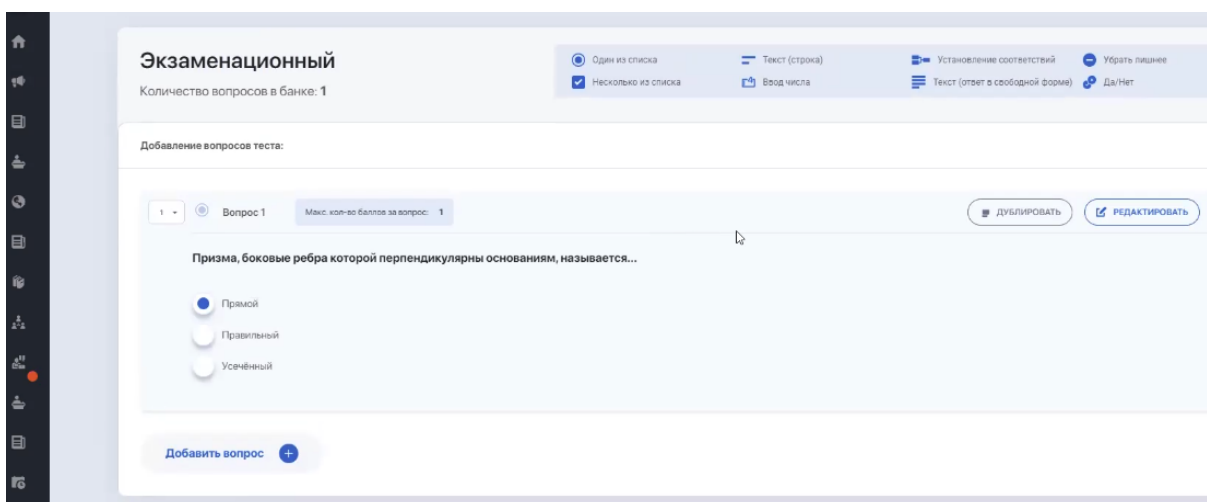 Экзаменационный
Количество вопросов в банке: 1
Один из списка
Текст (строка)
Установление соответствий
Убрать лишнее
Несколько из списка
Ввод числа
Текст (ответ в свободной форме)
Да/Нет
Добавление вопросов теста:
1
Вопрос 1
Макс. кол-во баллов за вопрос: 1
ДУБЛИРОВАТЬ
РЕДАКТИРОВАТЬ
Призма, боковые ребра которой перпендикулярны основаниям, называется...
Прямой
Правильный
Усечённый
Добавить вопрос